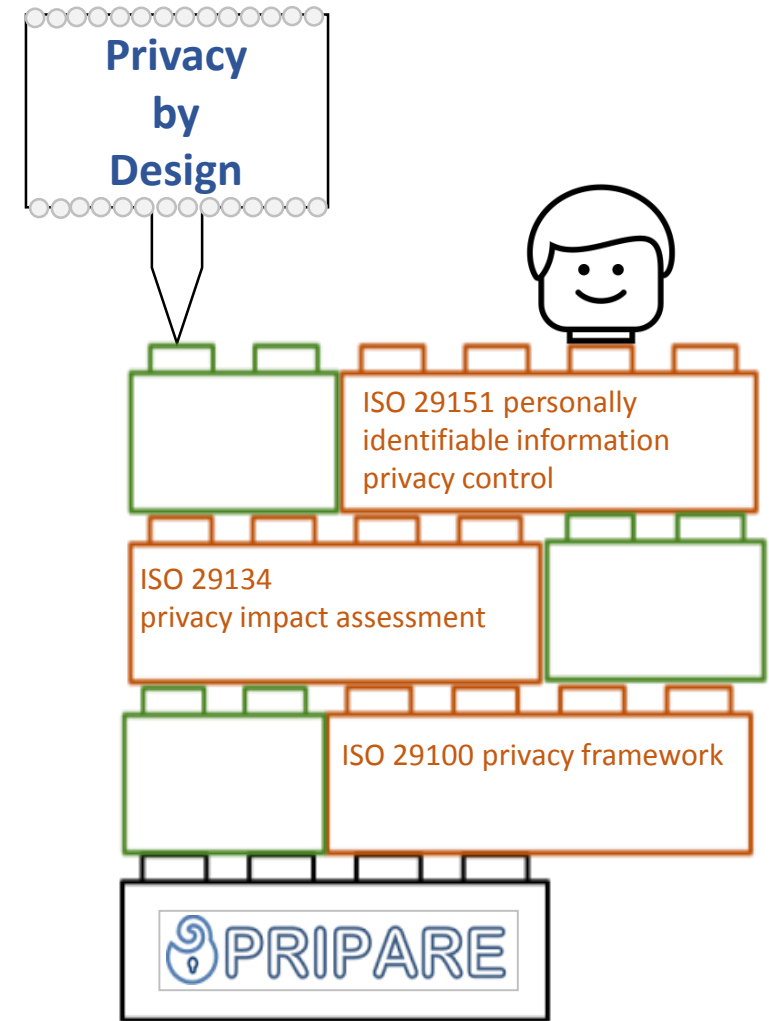 Privacy
by
Design
ISO 29151 personally
identifiable information
privacy control
ISO 29134
privacy impact assessment
ISO 29100 privacy framework
PRIPARE